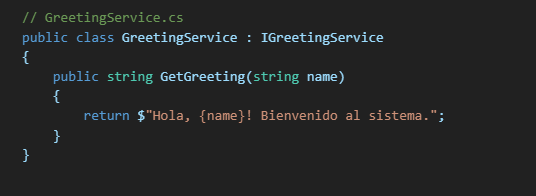 // GreetingService.cs
public class GreetingService : IGreetingService
{
    public string GetGreeting(string name)
    {
        return $"Hola, {name}! Bienvenido al sistema.";
    }
}